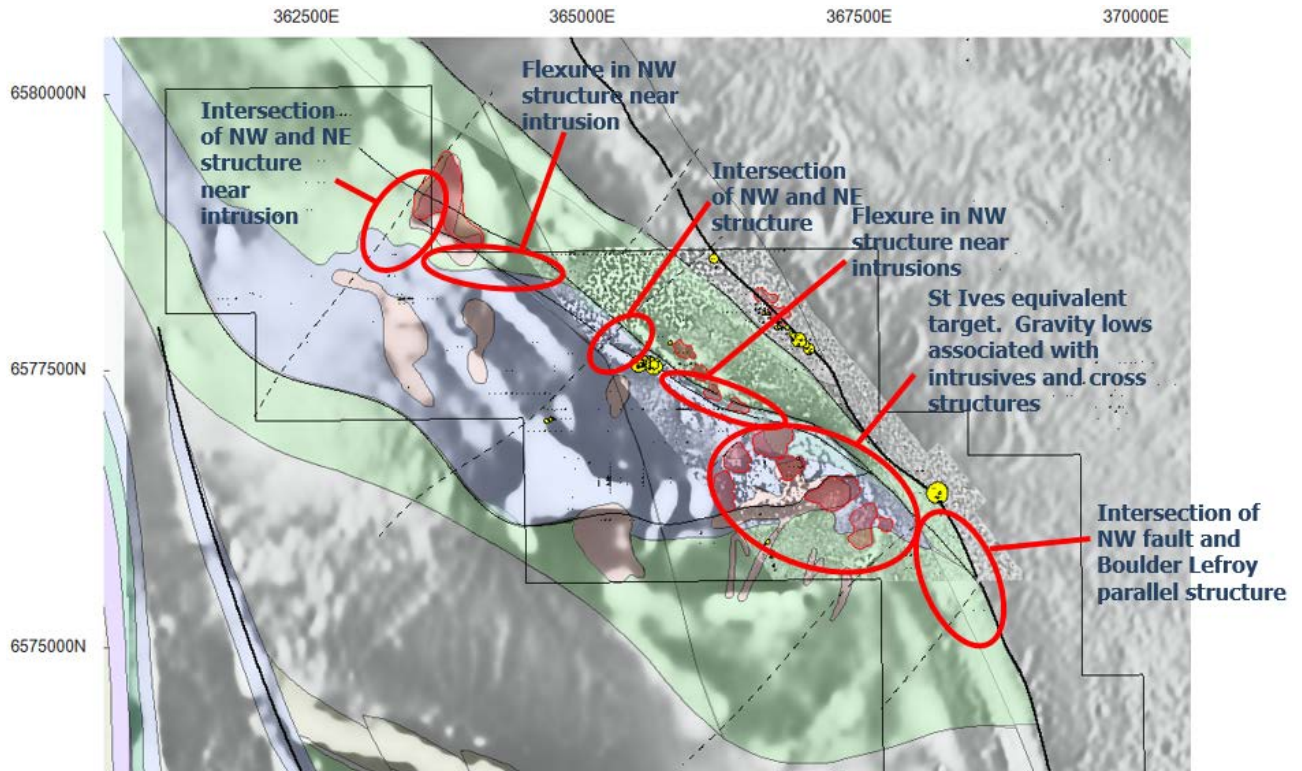 362500E
365000E
367500E
370000E
6580000N
6577500N
6575000N
Intersection
of NW and NE
structure
near
intrusion
Flexure in NW
structure near
intrusion
Intersection
of NW and NE
structure
Flexure in NW
structure near
intrusions
St Ives equivalent
target. Gravity lows
associated with
intrusives and cross
structures
Intersection of
NW fault and
Boulder Lefroy
parallel structure